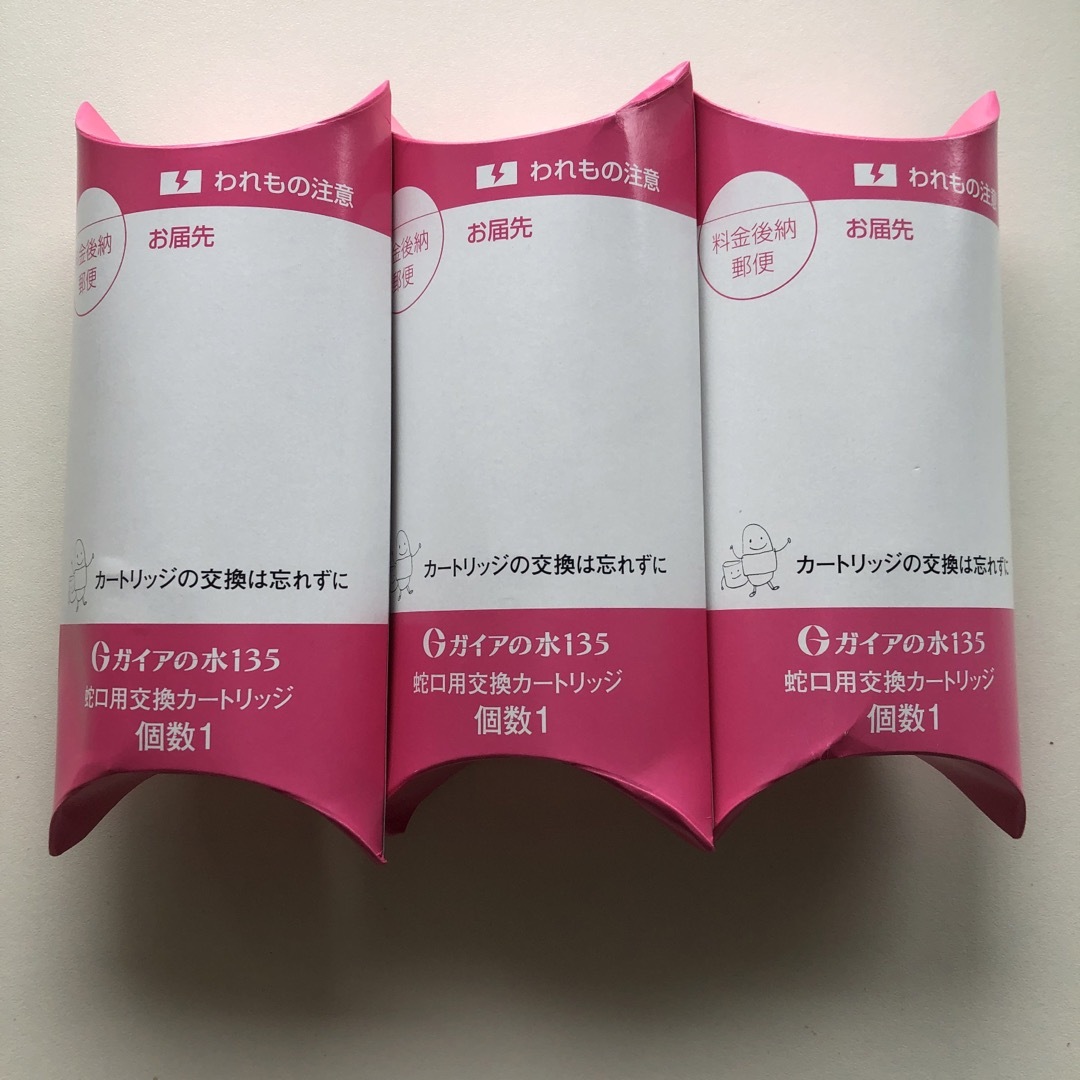 われもの注意
金後納
郵便
お届先
カートリッジの交換は忘れずに
Gガイアの水135
蛇口用交換カートリッジ
個数1
われもの注意
金後納
郵便
お届先
カートリッジの交換は忘れずに
Gガイアの水135
蛇口用交換カートリッジ
個数1
われもの注意
料金後納
郵便
お届先
カートリッジの交換は忘れずに
Gガイアの水135
蛇口用交換カートリッジ
個数1